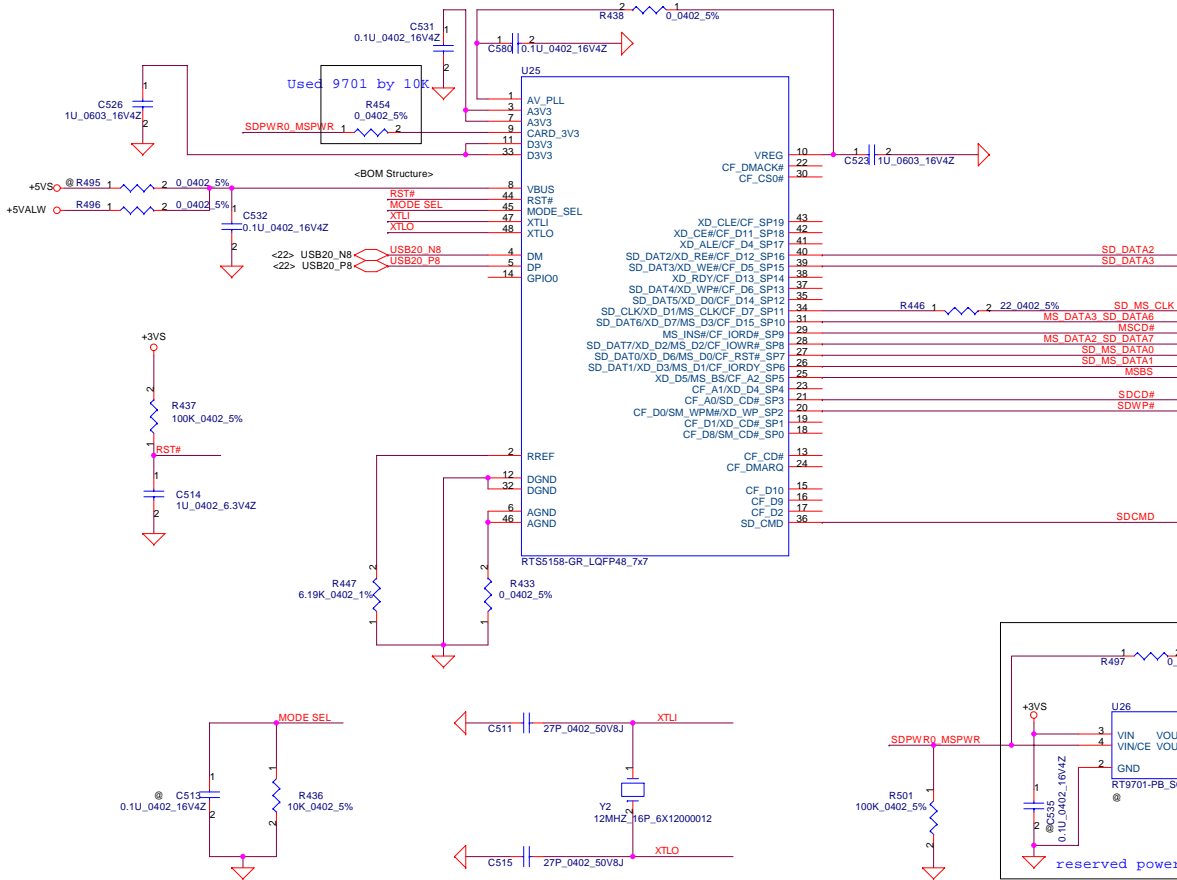 R438 2 1 0_0402_5%
C531 1
0.1U_0402_16V4Z
2
C580 1 2 0.1U_0402_16V4Z
U25
Used 9701 by 10K
R454
0_0402_5%
SDPWR0_MSPWR 1 2
C526 1
1U_0603_16V4Z
2
1 AV_PLL
3 A3V3
7 A3V3
9 CARD_3V3
11 D3V3
33 D3V3
<BOM Structure>
+5VS @ R495 1 2 0_0402_5%
+5VALW R496 1 2 0_0402_5%
C532 1
0.1U_0402_16V4Z
2
8 VBUS
RST# 44 RST#
MODE SEL 45 MODE_SEL
XTLI 47 XTLI
XTLO 48 XTLO
<22> USB20_N8 USB20_N8 4 DM
<22> USB20_P8 USB20_P8 5 DP
14 GPIO0
VREG 10 C523 1 2 1U_0603_16V4Z
CF_DMACK# 22
CF_CS0# 30
XD_CLE/CF_SP19 43
XD_CE#/CF_D11_SP18 42
XD_ALE/CF_D4_SP17 41
SD_DAT2/XD_RE#/CF_D12_SP16 40 SD_DATA2
SD_DAT3/XD_WE#/CF_D5_SP15 39 SD_DATA3
XD_RDY/CF_D13_SP14 38
SD_DAT4/XD_WP#/CF_D6_SP13 37
SD_DAT5/XD_D0/CF_D14_SP12 35
SD_CLK/XD_D1/MS_CLK/CF_D7_SP11 34 R446 1 2 22_0402_5% SD_MS_CLK
SD_DAT6/XD_D7/MS_D3/CF_D15_SP10 31 MS_DATA3_SD_DATA6
MS_INS#/CF_IORD#_SP9 29 MSCD#
SD_DAT7/XD_D2/MS_D2/CF_IOWR#_SP8 28 MS_DATA2_SD_DATA7
SD_DAT0/XD_D6/MS_D0/CF_RST#_SP7 27 SD_MS_DATA0
SD_DAT1/XD_D3/MS_D1/CF_IORDY_SP6 26 SD_MS_DATA1
XD_D5/MS_BS/CF_A2_SP5 25 MSBS
CF_A1/XD_D4_SP4 23
CF_A0/SD_CD#_SP3 21 SDCD#
CF_D0/SM_WPM#/XD_WP_SP2 20 SDWP#
CF_D1/XD_CD#_SP1 19
CF_D8/SM_CD#_SP0 18
CF_CD# 13
CF_DMARQ 24
CF_D10 15
CF_D9 16
CF_D2 17
SD_CMD 36 SDCMD
+3VS
2
R437
100K_0402_5%
1
RST#
1
C514
1U_0402_6.3V4Z
2
2 RREF
12 DGND
32 DGND
6 AGND
46 AGND
RTS5158-GR_LQFP48_7x7
2
R447
6.19K_0402_1%
1
2
R433
0_0402_5%
1
MODE SEL
1
@ C513
0.1U_0402_16V4Z
2
1
R436
10K_0402_5%
2
C511 27P_0402_50V8J XTLI
1
Y2 2
12MHZ_16P_6X12000012
C515 27P_0402_50V8J XTLO
R497 1 2 0_
+3VS
U26
3 VIN VOU
4 VIN/CE VOU
2 GND
RT9701-PB_S
@
SDPWR0_MSPWR
1
R501
100K_0402_5%
2
1
@C535
0.1U_0402_16V4Z
2
reserved power